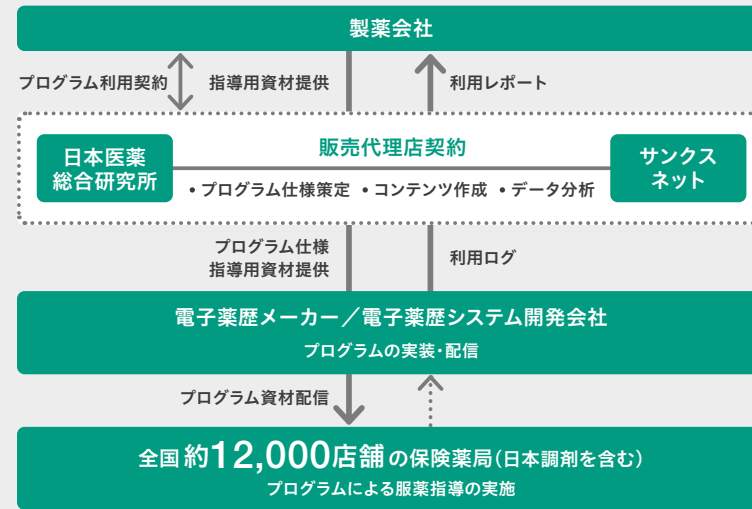 製薬会社
プログラム利用契約
指導用資材提供
利用レポート
日本医薬
総合研究所
販売代理店契約
•プログラム仕様策定 •コンテンツ作成 •データ分析
サンクス
ネット
プログラム仕様
指導用資材提供
利用ログ
電子薬歴メーカー／電子薬歴システム開発会社
プログラムの実装・配信
プログラム資材配信
全国 約12,000店舗 の保険薬局(日本調剤を含む)
プログラムによる服薬指導の実施